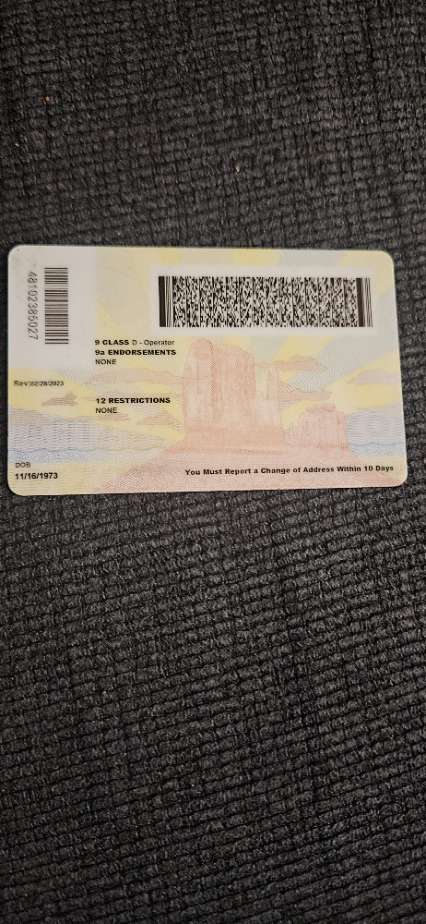 48102385027
9 CLASS D - Operator
9a ENDORSEMENTS
NONE
Rev:02/28/2023
12 RESTRICTIONS
NONE
DOB
11/16/1973
You Must Report a Change of Address Within 10 Days